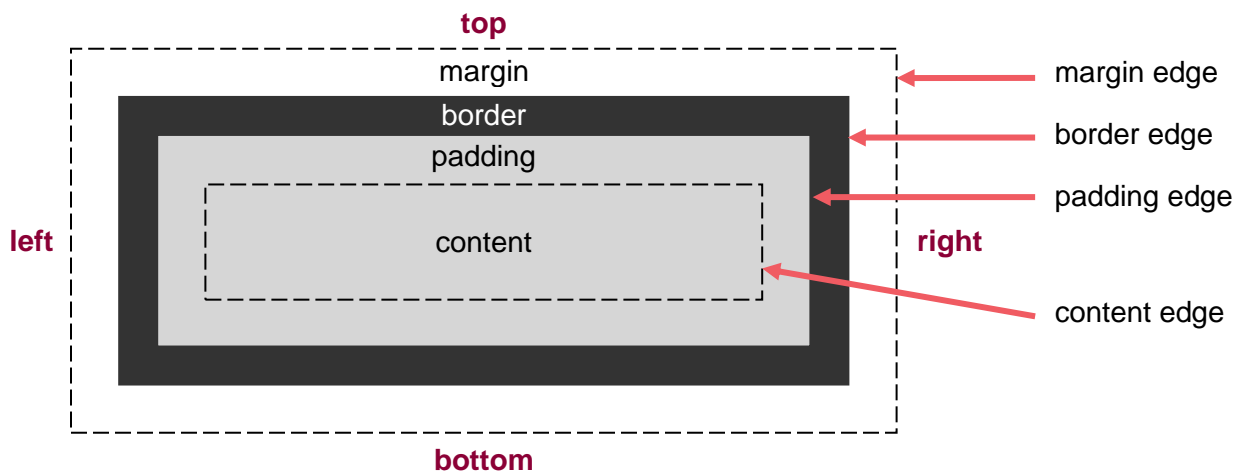 top
margin
margin edge
border
border edge
padding
padding edge
left
content
right
content edge
bottom